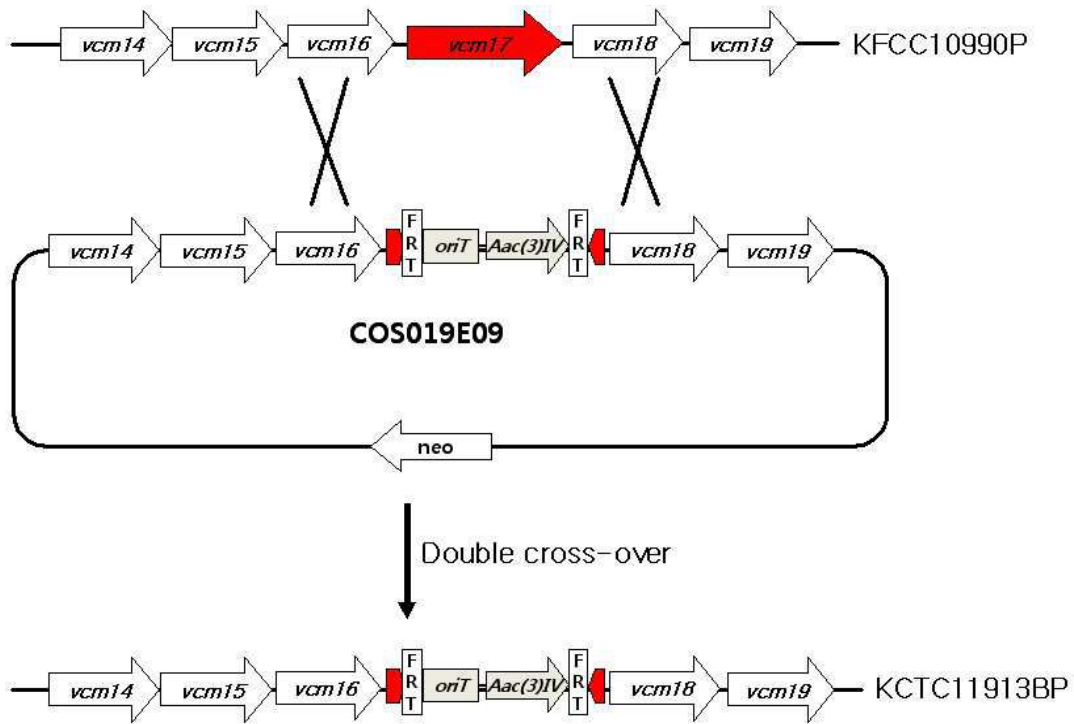 vcm14 vcm15 vcm16 vcm17 vcm18 vcm19 KFCC10990P
vcm14 vcm15 vcm16 FRT oriT Aac(3)IV FRT vcm18 vcm19
COS019E09
neo
Double cross-over
vcm14 vcm15 vcm16 FRT oriT Aac(3)IV FRT vcm18 vcm19 KCTC11913BP